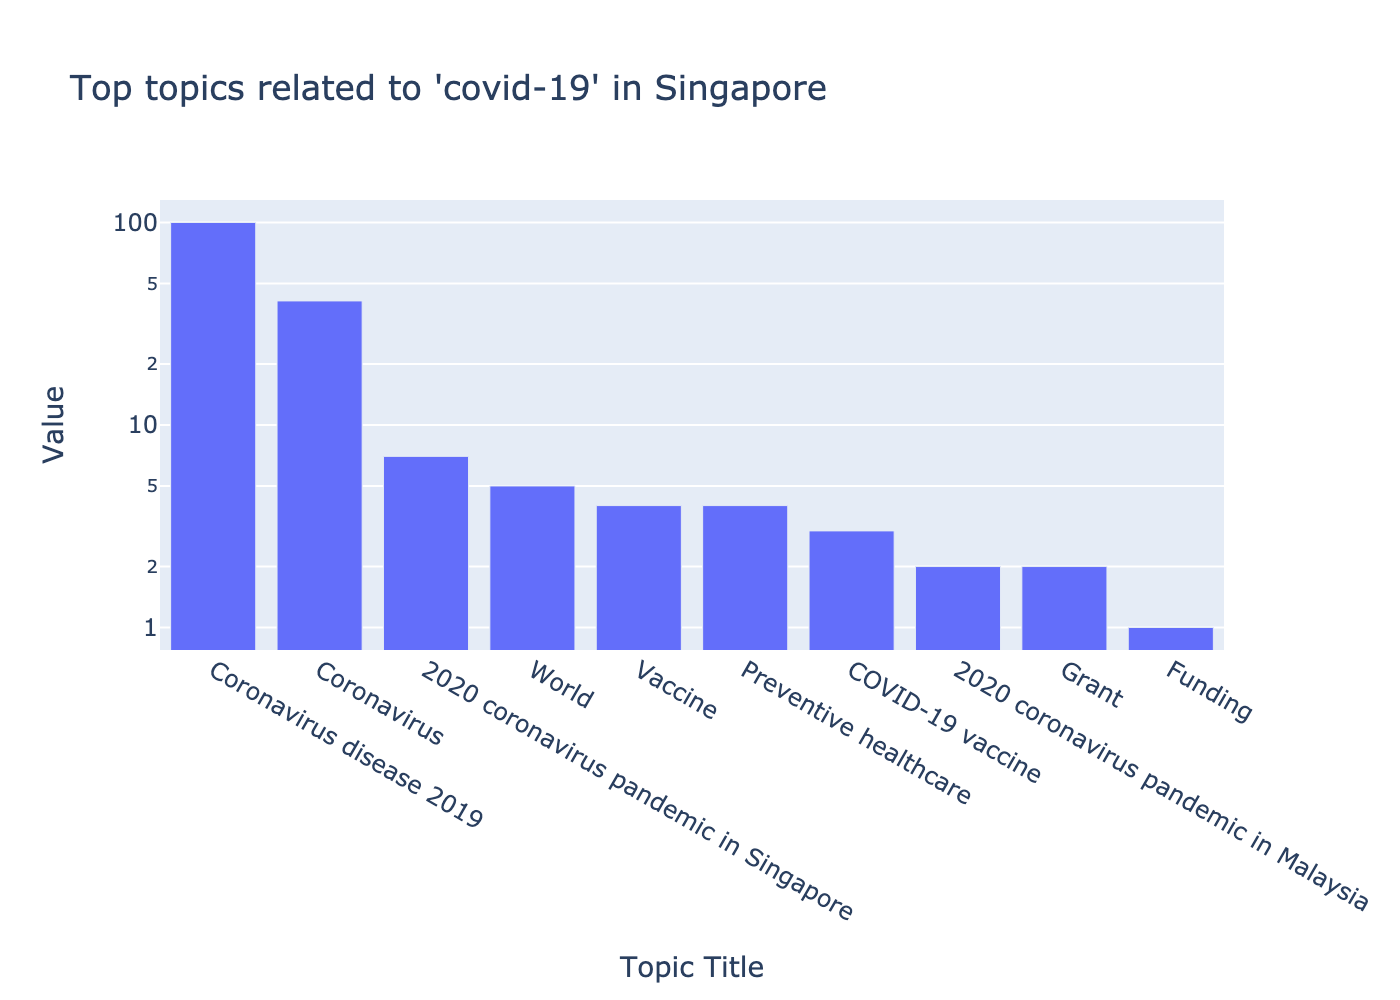 Top topics related to 'covid-19' in Singapore
Value
100
5
2
10
5
2
1
Coronavirus disease 2019
Coronavirus
2020 coronavirus pandemic in Singapore
World
Vaccine
Preventive healthcare
COVID-19 vaccine
2020 coronavirus pandemic in Malaysia
Grant
Funding
Topic Title